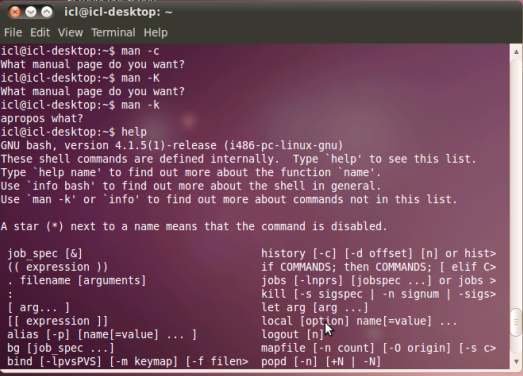 icl@icl-desktop: ~
File Edit View Terminal Help
icl@icl-desktop:~$ man -c
What manual page do you want?
icl@icl-desktop:~$ man -K
What manual page do you want?
icl@icl-desktop:~$ man -k
apropos what?
icl@icl-desktop:~$ help
GNU bash, version 4.1.5(1)-release (i486-pc-linux-gnu)
These shell commands are defined internally.  Type `help' to see this list.
Type `help name' to find out more about the function `name'.
Use `info bash' to find out more about the shell in general.
Use `man -k' or `info' to find out more about commands not in this list.
A star (*) next to a name means that the command is disabled.
job_spec [&] history [-c] [-d offset] [n] or hist>
(( expression )) if COMMANDS; then COMMANDS; [ elif C>
. filename [arguments] jobs [-lnprs] [jobspec ...] or jobs >
: kill [-s sigspec | -n signum | -sigs>
[ arg... ] let arg [arg ...]
[[ expression ]] local [option] name[=value] ...
alias [-p] [name[=value] ... ] logout [n]
bg [job_spec ...] mapfile [-n count] [-O origin] [-s c>
bind [-lpvsPVS] [-m keymap] [-f filen> popd [-n] [+N | -N]